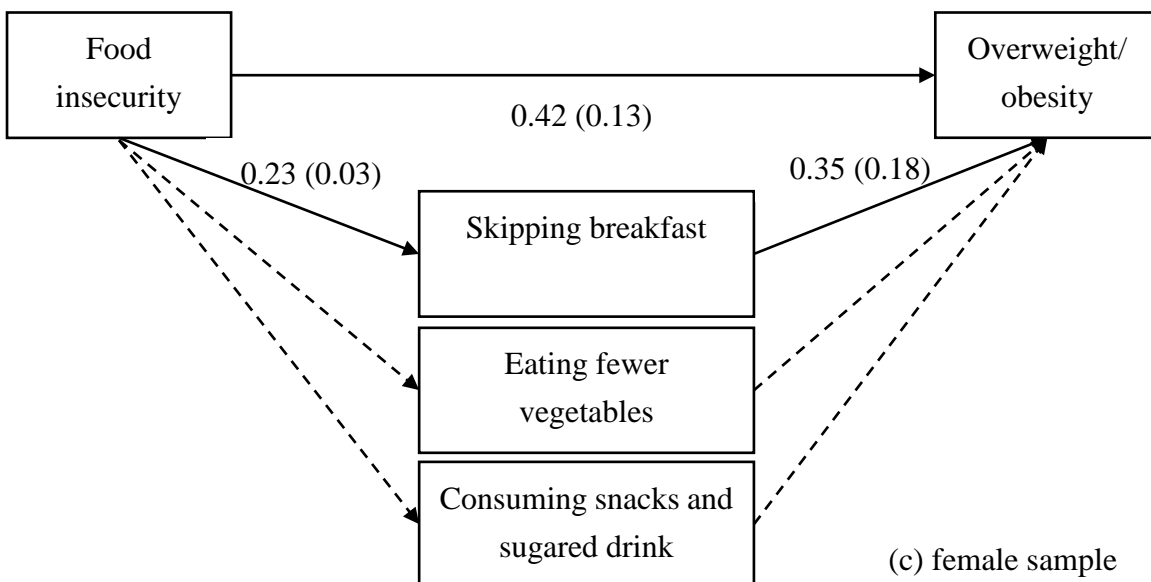 Food
insecurity
Overweight/
obesity
0.42 (0.13)
0.23 (0.03)
0.35 (0.18)
Skipping breakfast
Eating fewer
vegetables
Consuming snacks and
sugared drink
(c) female sample